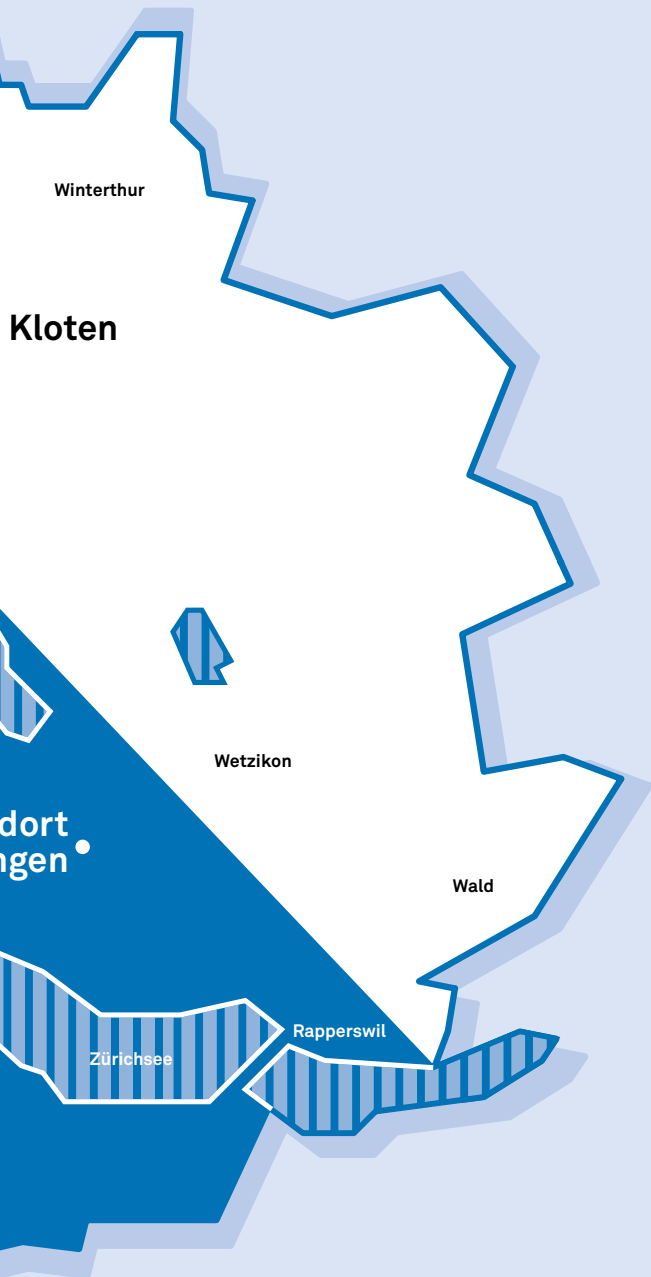 Winterthur
Kloten
Wetzikon
dort
ngen
Wald
Rapperswil
Zürichsee